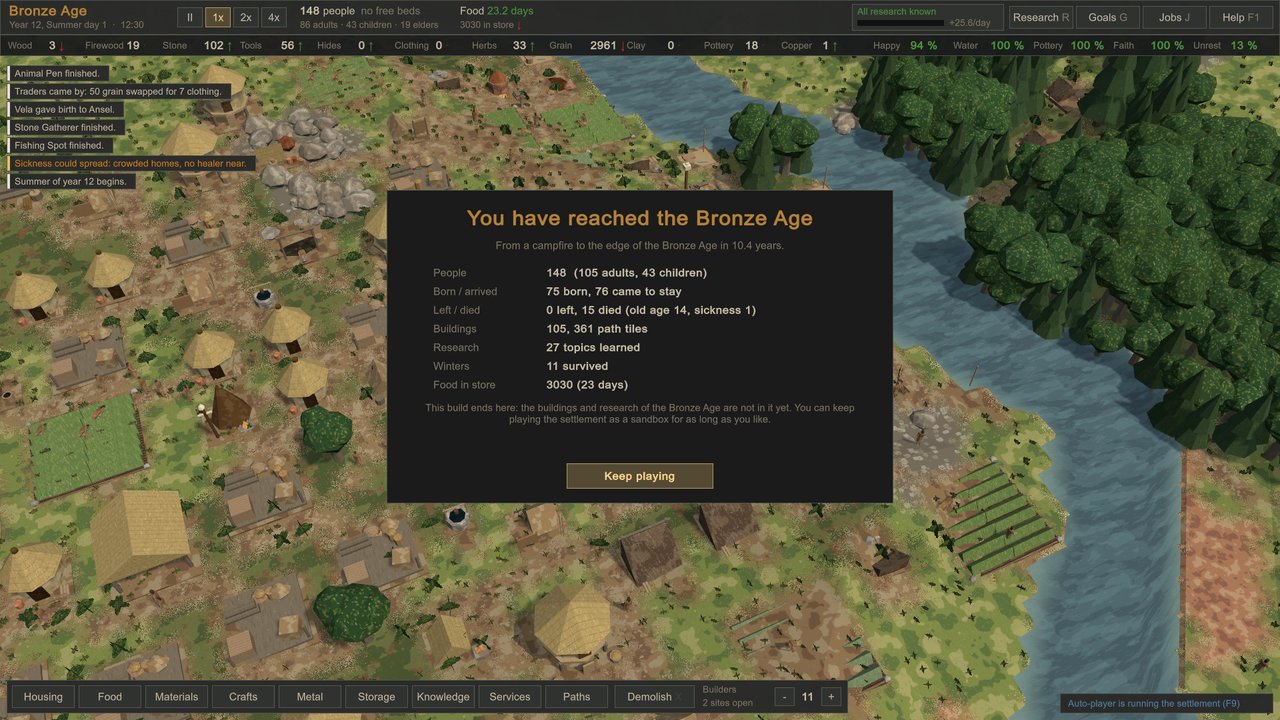 Bronze Age
Year 12, Summer day 1 · 12:30
II 1x 2x 4x
148 people no free beds
86 adults · 43 children · 19 elders
Food 23.2 days
3030 in store ↓
All research known
+25.6/day
Research R
Goals G
Jobs J
Help F1
Wood 3 ↓ Firewood 19 Stone 102 ↑ Tools 56 ↑ Hides 0 ↑ Clothing 0 Herbs 33 ↑ Grain 2961 ↓ Clay 0 Pottery 18 Copper 1 ↑ Happy 94 % Water 100 % Pottery 100 % Faith 100 % Unrest 13 %
Animal Pen finished.
Traders came by: 50 grain swapped for 7 clothing.
Vela gave birth to Ansel.
Stone Gatherer finished.
Fishing Spot finished.
Sickness could spread: crowded homes, no healer near.
Summer of year 12 begins.
You have reached the Bronze Age
From a campfire to the edge of the Bronze Age in 10.4 years.
People 148 (105 adults, 43 children)
Born / arrived 75 born, 76 came to stay
Left / died 0 left, 15 died (old age 14, sickness 1)
Buildings 105, 361 path tiles
Research 27 topics learned
Winters 11 survived
Food in store 3030 (23 days)
This build ends here: the buildings and research of the Bronze Age are not in it yet. You can keep
playing the settlement as a sandbox for as long as you like.
Keep playing
Housing Food Materials Crafts Metal Storage Knowledge Services Paths Demolish X
Builders
2 sites open
- 11 +
Auto-player is running the settlement (F9)